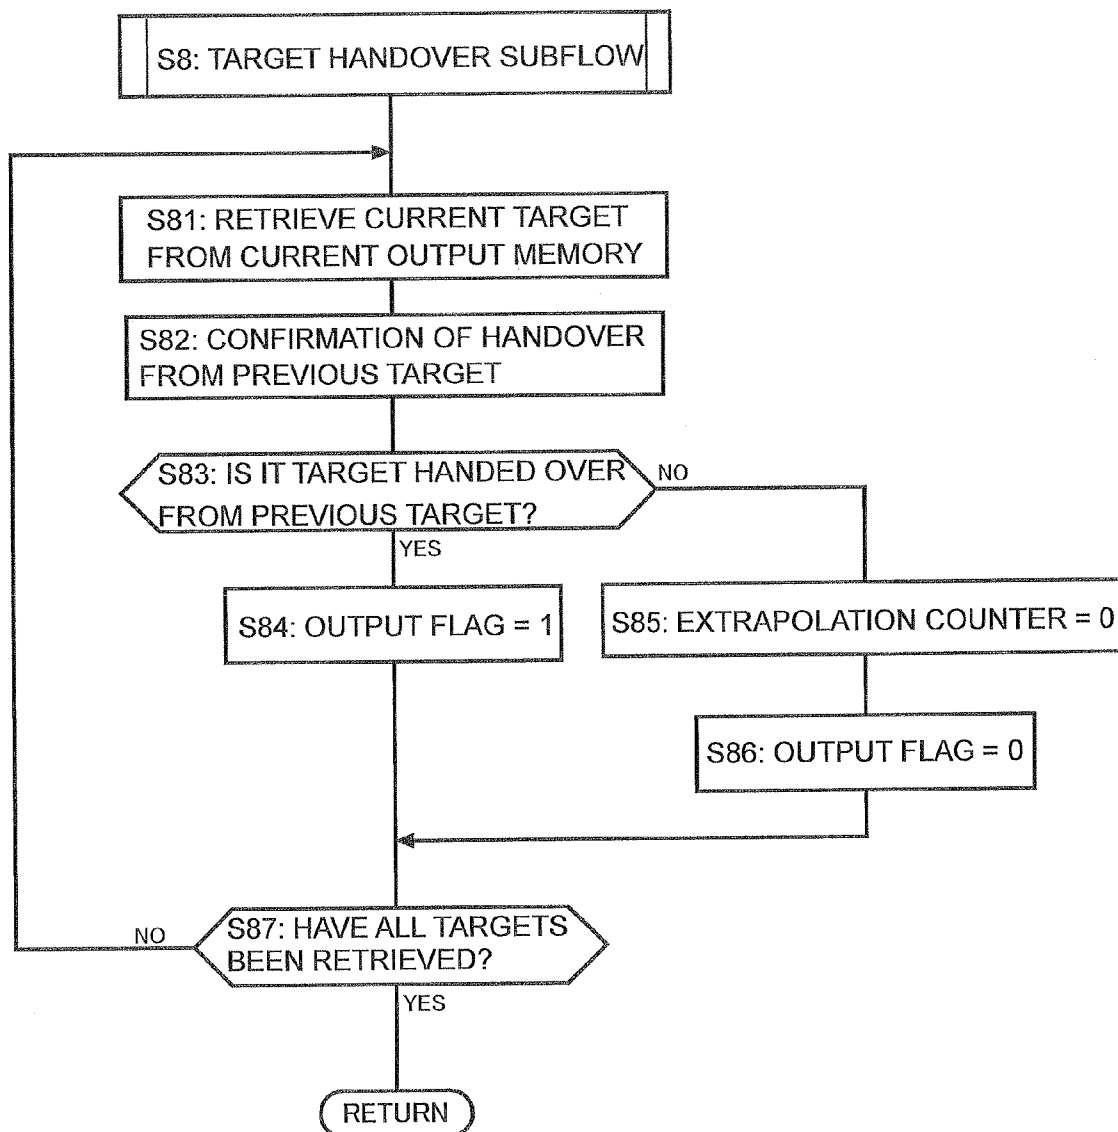 S8: TARGET HANDOVER SUBFLOW
S81: RETRIEVE CURRENT TARGET
FROM CURRENT OUTPUT MEMORY
S82: CONFIRMATION OF HANDOVER
FROM PREVIOUS TARGET
S83: IS IT TARGET HANDED OVER
FROM PREVIOUS TARGET?
NO
YES
S84: OUTPUT FLAG = 1
S85: EXTRAPOLATION COUNTER = 0
S86: OUTPUT FLAG = 0
S87: HAVE ALL TARGETS
BEEN RETRIEVED?
NO
YES
RETURN